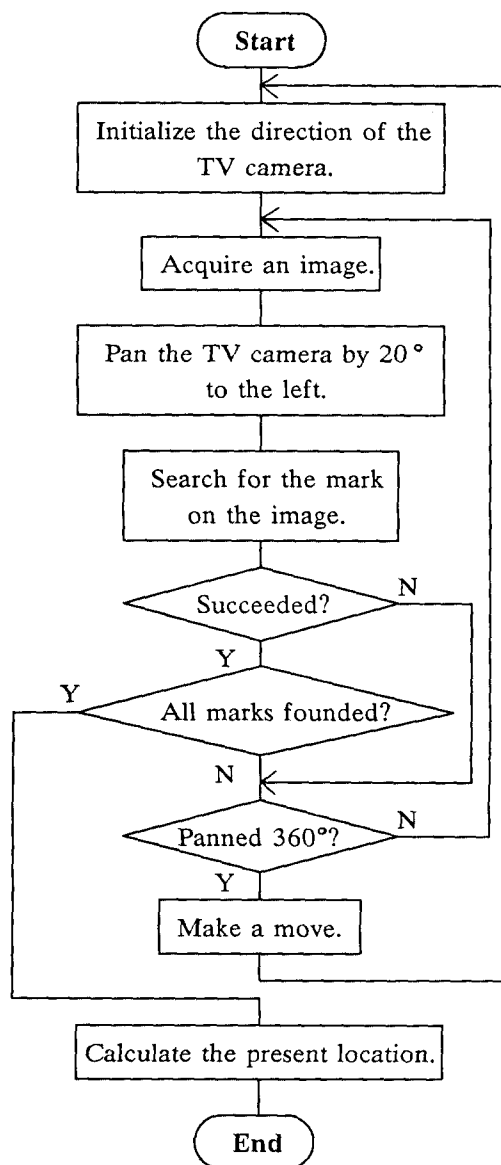 Start
Initialize the direction of the
TV camera.
Acquire an image.
Pan the TV camera by 20°
to the left.
Search for the mark
on the image.
Succeeded?
N
Y
Y
All marks founded?
N
Panned 360°?
N
Y
Make a move.
Calculate the present location.
End